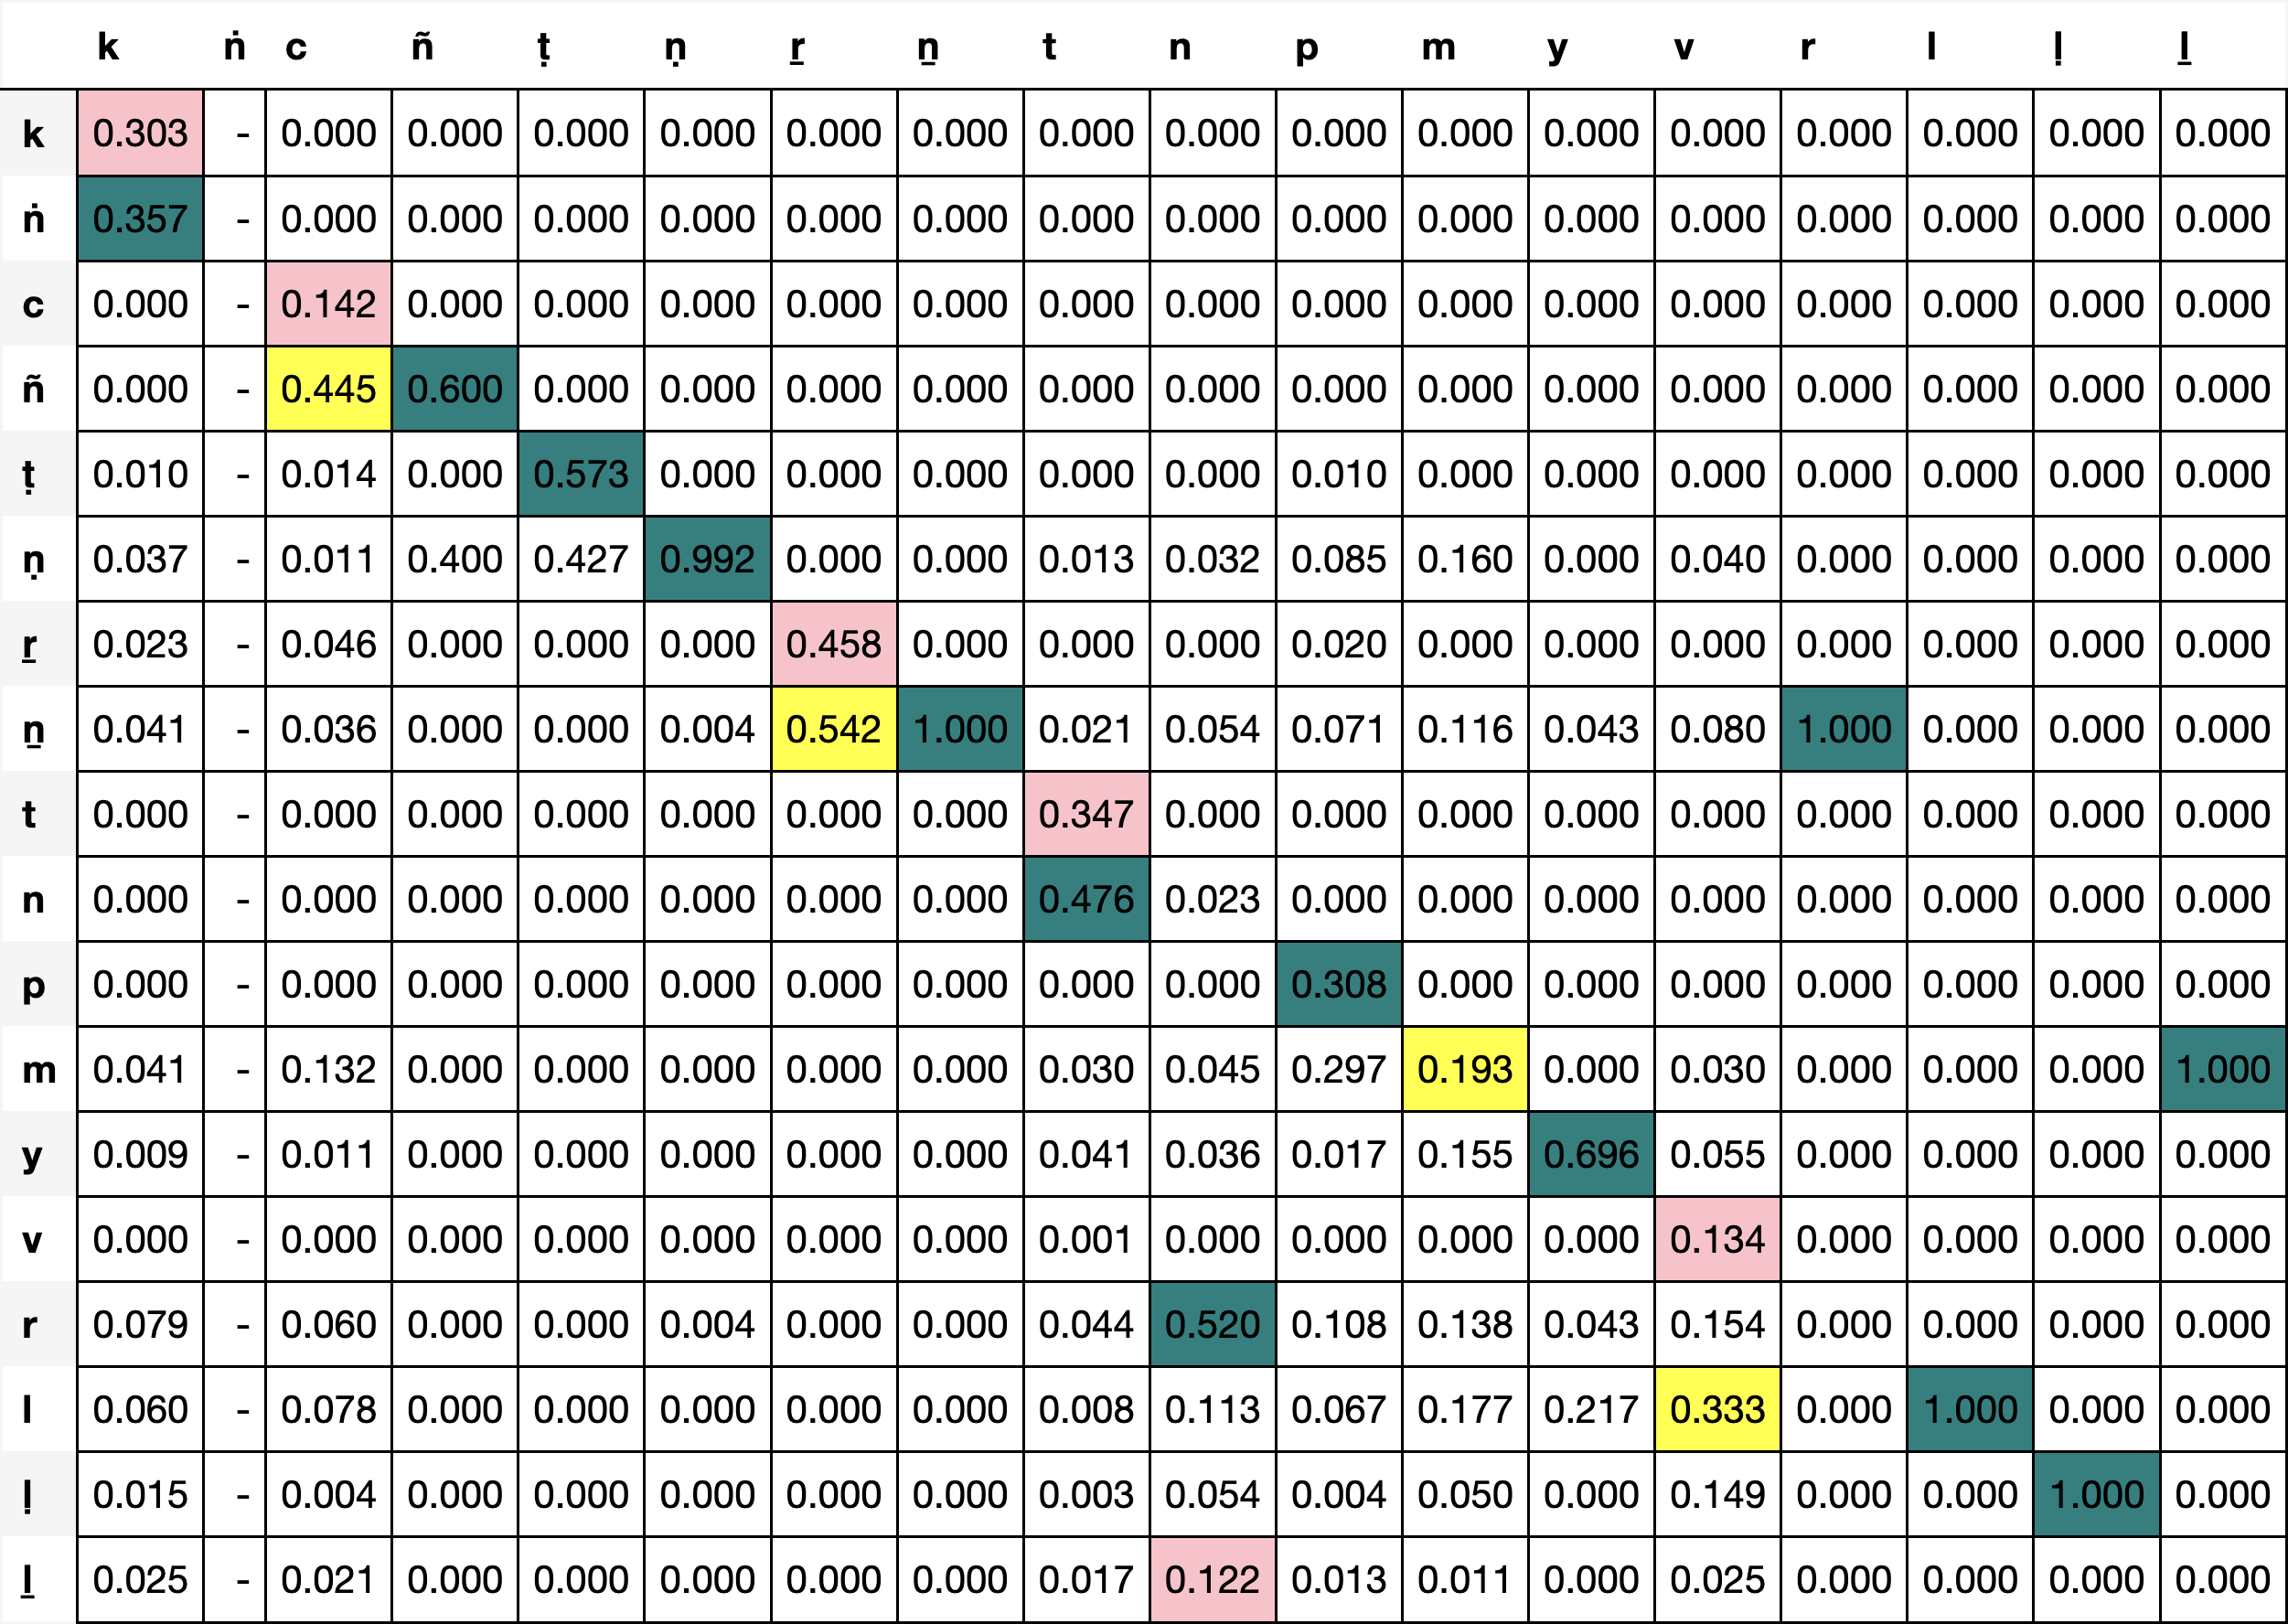 k ṅ c ñ ṭ ṇ ṟ ṉ t n p m y v r l ḷ ḻ
k 0.303 - 0.000 0.000 0.000 0.000 0.000 0.000 0.000 0.000 0.000 0.000 0.000 0.000 0.000 0.000 0.000 0.000
ṅ 0.357 - 0.000 0.000 0.000 0.000 0.000 0.000 0.000 0.000 0.000 0.000 0.000 0.000 0.000 0.000 0.000 0.000
c 0.000 - 0.142 0.000 0.000 0.000 0.000 0.000 0.000 0.000 0.000 0.000 0.000 0.000 0.000 0.000 0.000 0.000
ñ 0.000 - 0.445 0.600 0.000 0.000 0.000 0.000 0.000 0.000 0.000 0.000 0.000 0.000 0.000 0.000 0.000 0.000
ṭ 0.010 - 0.014 0.000 0.573 0.000 0.000 0.000 0.000 0.000 0.010 0.000 0.000 0.000 0.000 0.000 0.000 0.000
ṇ 0.037 - 0.011 0.400 0.427 0.992 0.000 0.000 0.013 0.032 0.085 0.160 0.000 0.040 0.000 0.000 0.000 0.000
ṟ 0.023 - 0.046 0.000 0.000 0.000 0.458 0.000 0.000 0.000 0.020 0.000 0.000 0.000 0.000 0.000 0.000 0.000
ṉ 0.041 - 0.036 0.000 0.000 0.004 0.542 1.000 0.021 0.054 0.071 0.116 0.043 0.080 1.000 0.000 0.000 0.000
t 0.000 - 0.000 0.000 0.000 0.000 0.000 0.000 0.347 0.000 0.000 0.000 0.000 0.000 0.000 0.000 0.000 0.000
n 0.000 - 0.000 0.000 0.000 0.000 0.000 0.000 0.476 0.023 0.000 0.000 0.000 0.000 0.000 0.000 0.000 0.000
p 0.000 - 0.000 0.000 0.000 0.000 0.000 0.000 0.000 0.000 0.308 0.000 0.000 0.000 0.000 0.000 0.000 0.000
m 0.041 - 0.132 0.000 0.000 0.000 0.000 0.000 0.030 0.045 0.297 0.193 0.000 0.030 0.000 0.000 0.000 1.000
y 0.009 - 0.011 0.000 0.000 0.000 0.000 0.000 0.041 0.036 0.017 0.155 0.696 0.055 0.000 0.000 0.000 0.000
v 0.000 - 0.000 0.000 0.000 0.000 0.000 0.000 0.001 0.000 0.000 0.000 0.000 0.134 0.000 0.000 0.000 0.000
r 0.079 - 0.060 0.000 0.000 0.004 0.000 0.000 0.044 0.520 0.108 0.138 0.043 0.154 0.000 0.000 0.000 0.000
l 0.060 - 0.078 0.000 0.000 0.000 0.000 0.000 0.008 0.113 0.067 0.177 0.217 0.333 0.000 1.000 0.000 0.000
ḷ 0.015 - 0.004 0.000 0.000 0.000 0.000 0.000 0.003 0.054 0.004 0.050 0.000 0.149 0.000 0.000 1.000 0.000
ḻ 0.025 - 0.021 0.000 0.000 0.000 0.000 0.000 0.017 0.122 0.013 0.011 0.000 0.025 0.000 0.000 0.000 0.000